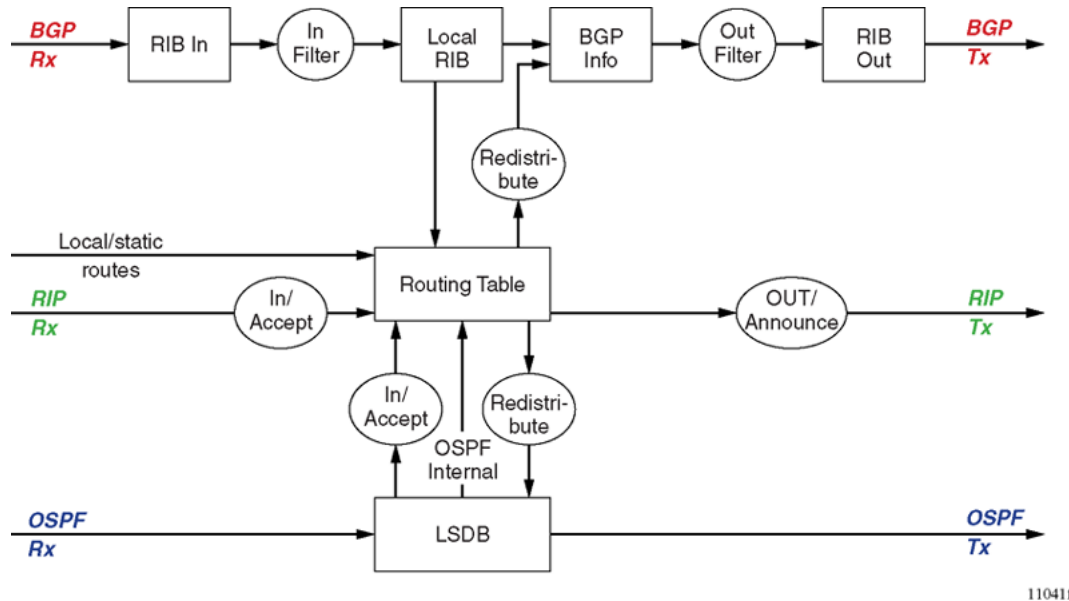 BGP
Rx
RIB In
In
Filter
Local
RIB
BGP
Info
Out
Filter
RIB
Out
BGP
Tx
Redistri-
bute
Local/static
routes
Routing Table
RIP
Rx
In/
Accept
OUT/
Announce
RIP
Tx
In/
Accept
OSPF
Internal
Redistri-
bute
OSPF
Rx
LSDB
OSPF
Tx